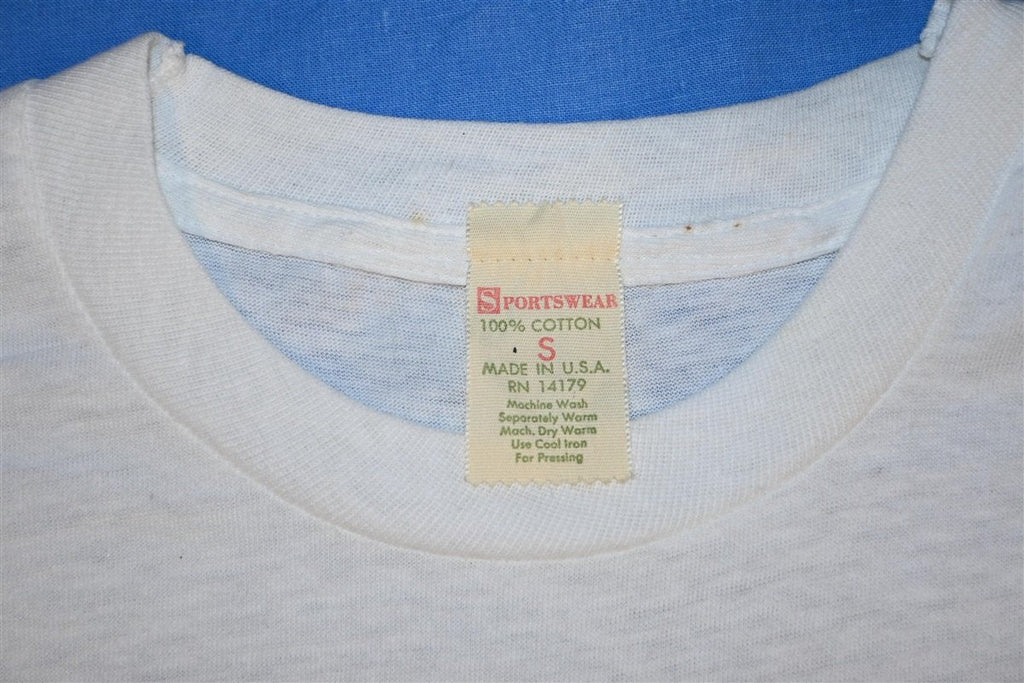 SPORTSWEAR
100% COTTON
S
MADE IN U.S.A.
RN 14179
Machine Wash
Separately Warm
Mach. Dry Warm
Use Cool Iron
For Pressing